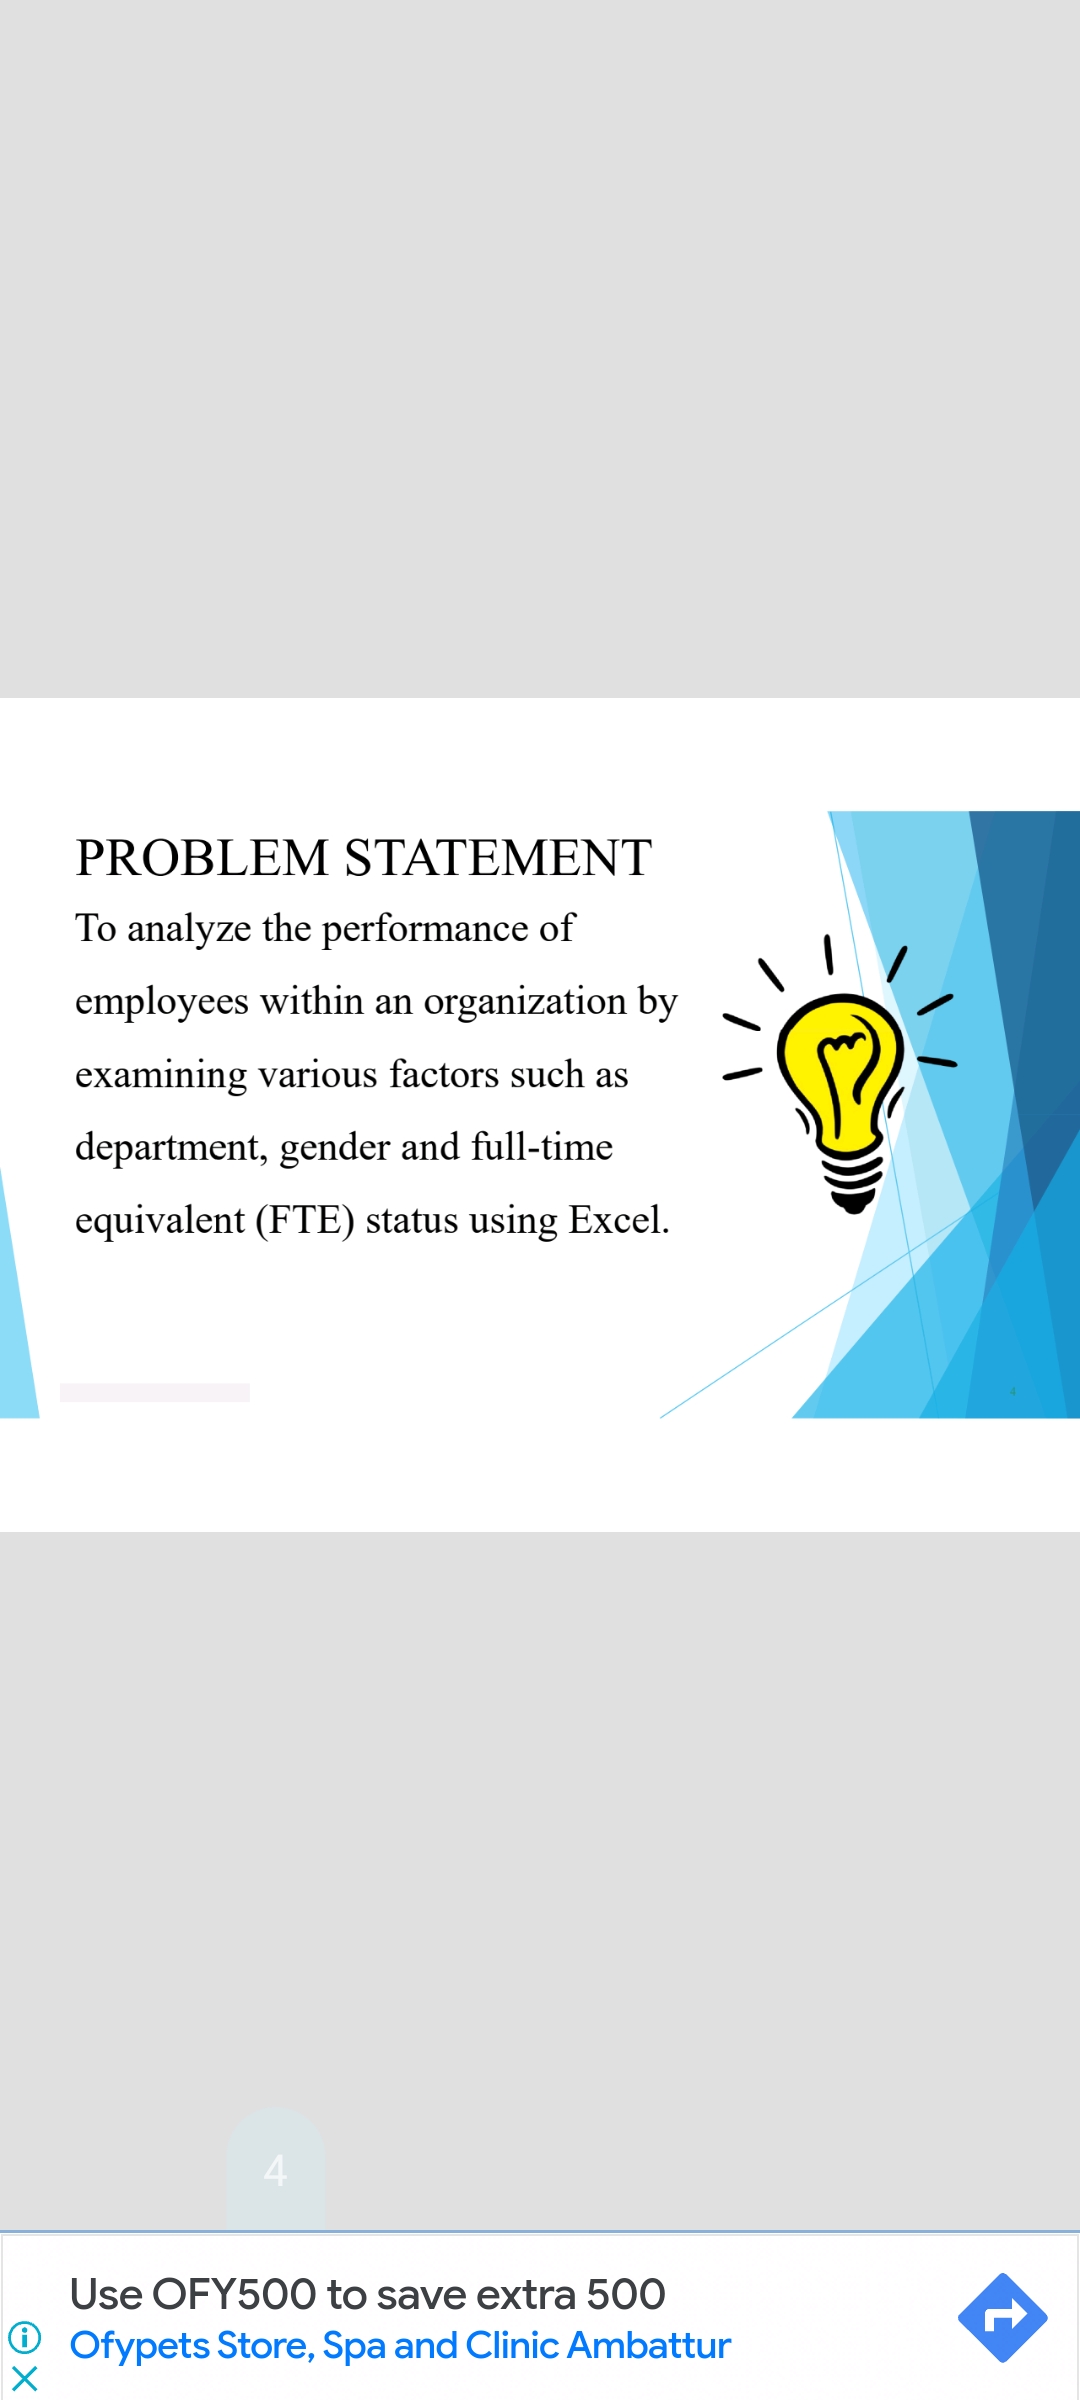 PROBLEM STATEMENT
To analyze the performance of
employees within an organization by
examining various factors such as
department, gender and full-time
equivalent (FTE) status using Excel.
4
4
Use OFY500 to save extra 500
Ofypets Store, Spa and Clinic Ambattur